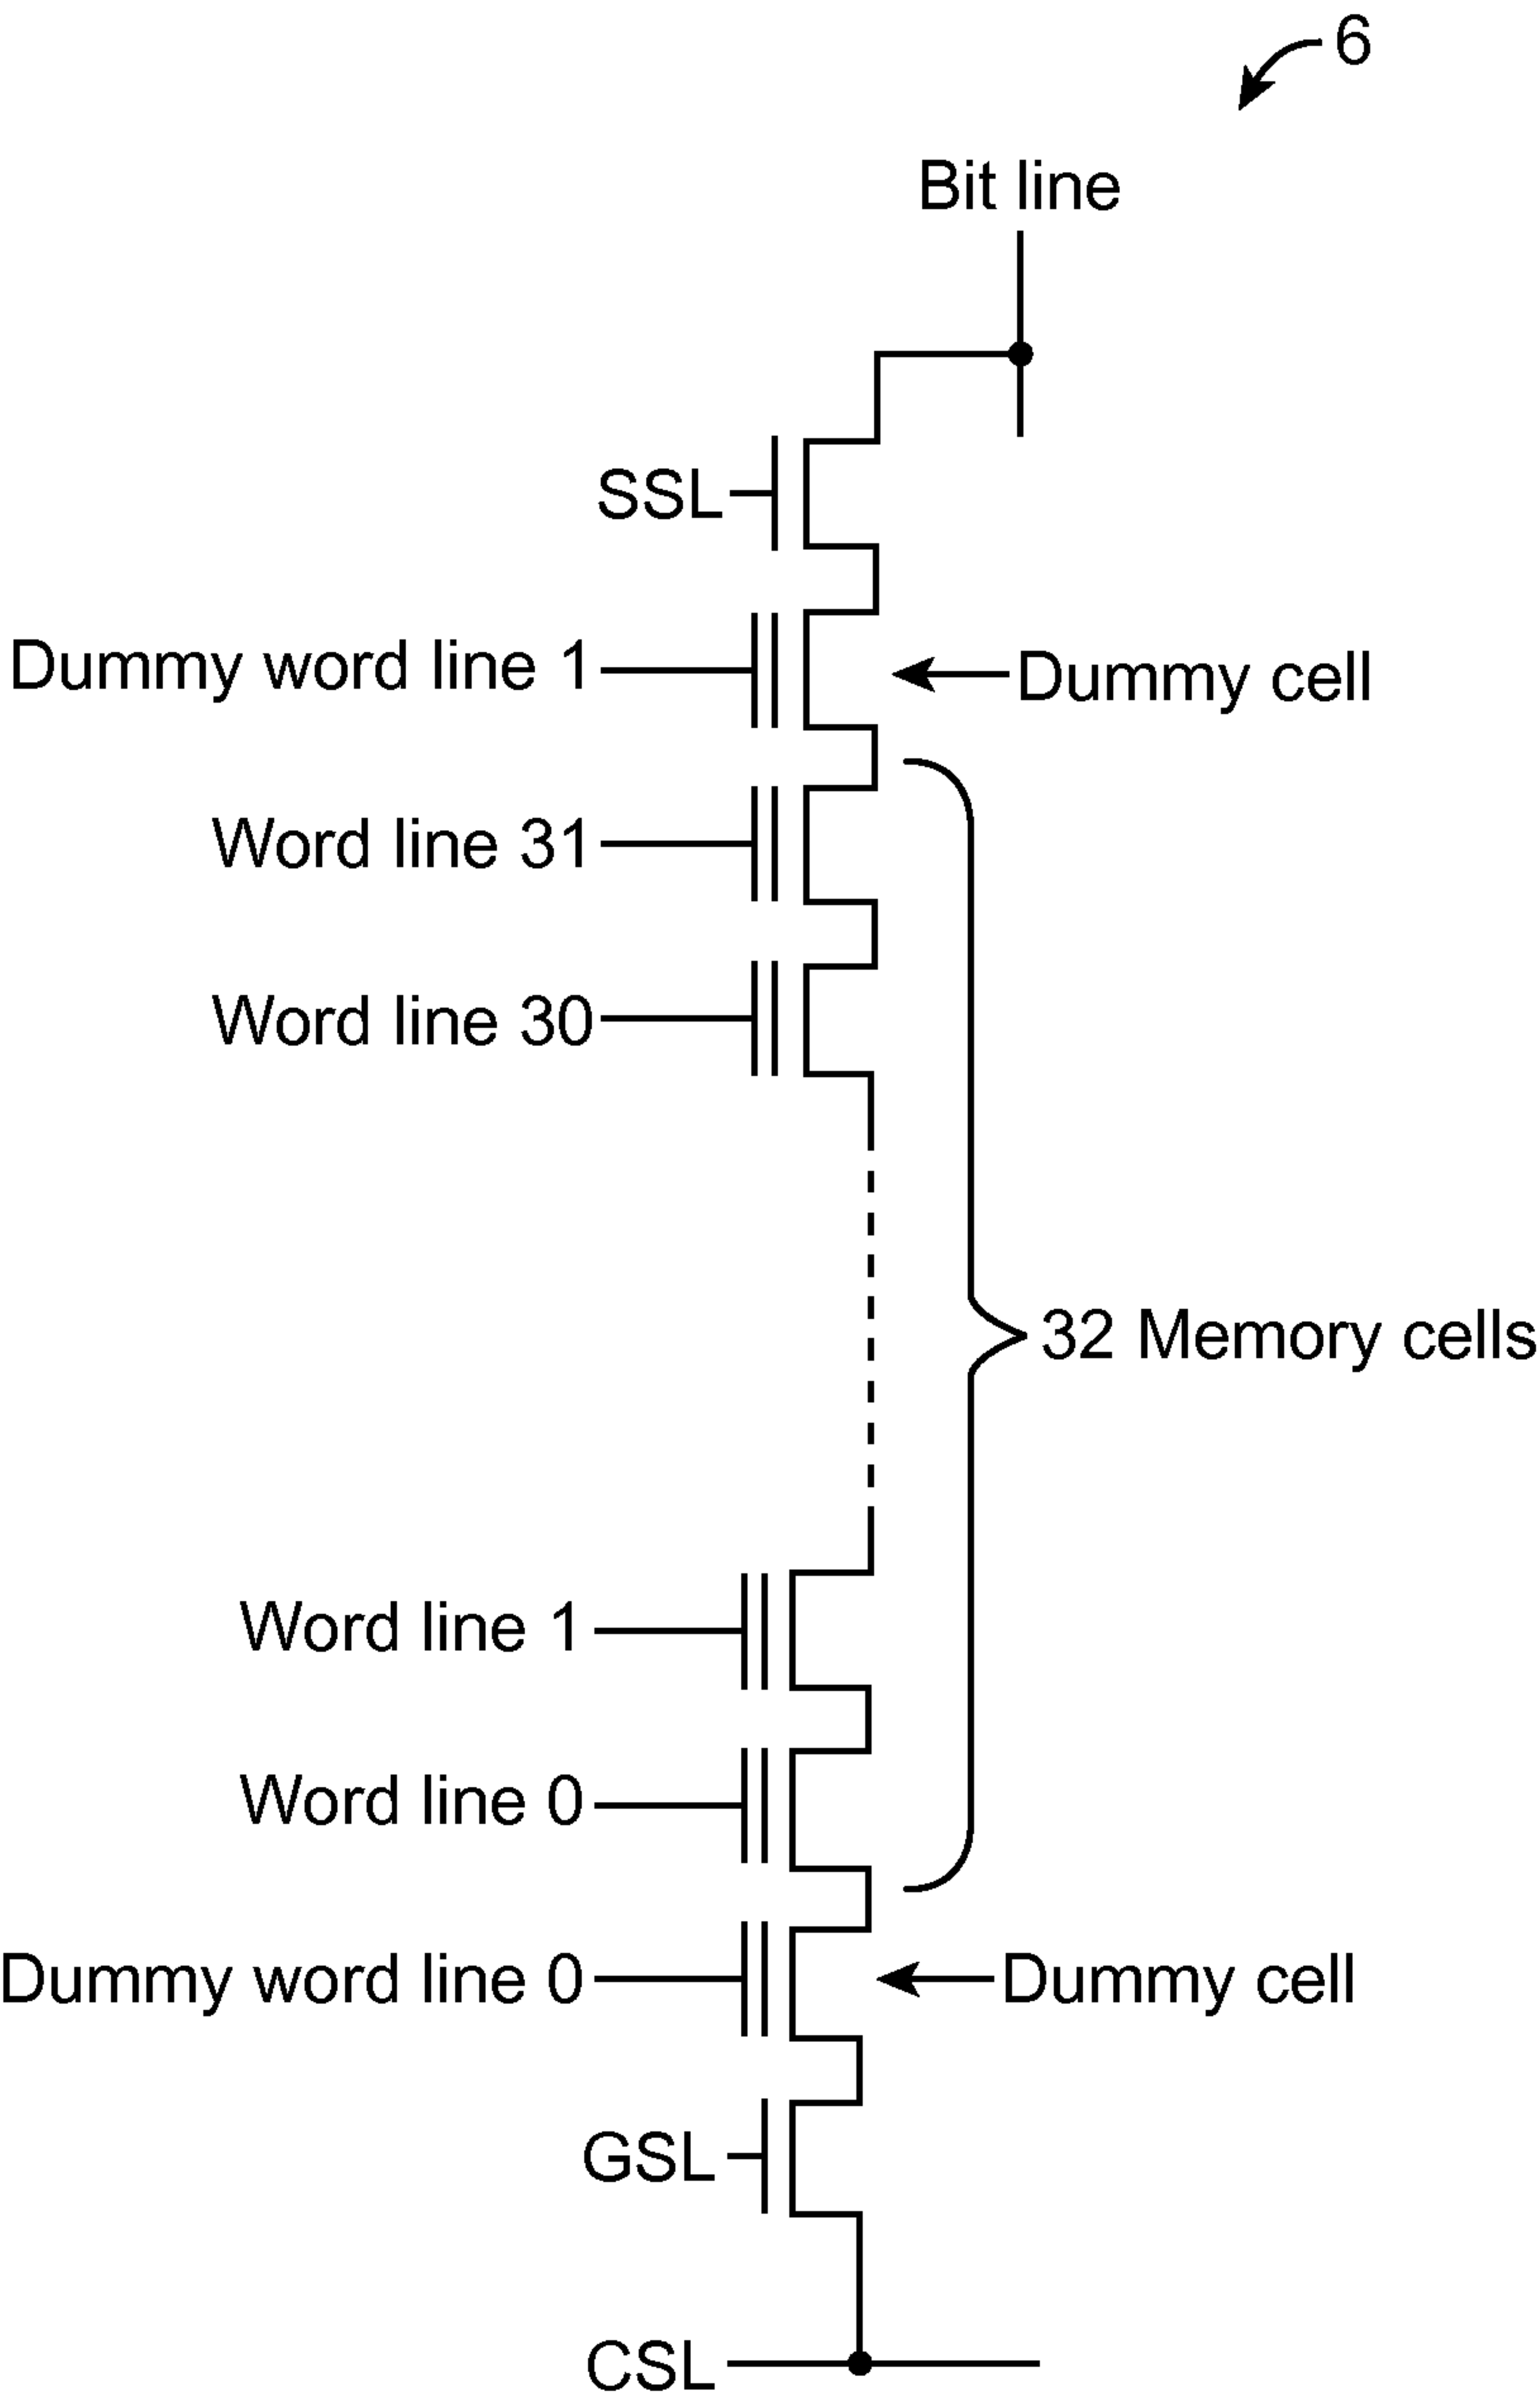 6
Bit line
SSL
Dummy word line 1
Dummy cell
Word line 31
Word line 30
32 Memory cells
Word line 1
Word line 0
Dummy word line 0
Dummy cell
GSL
CSL